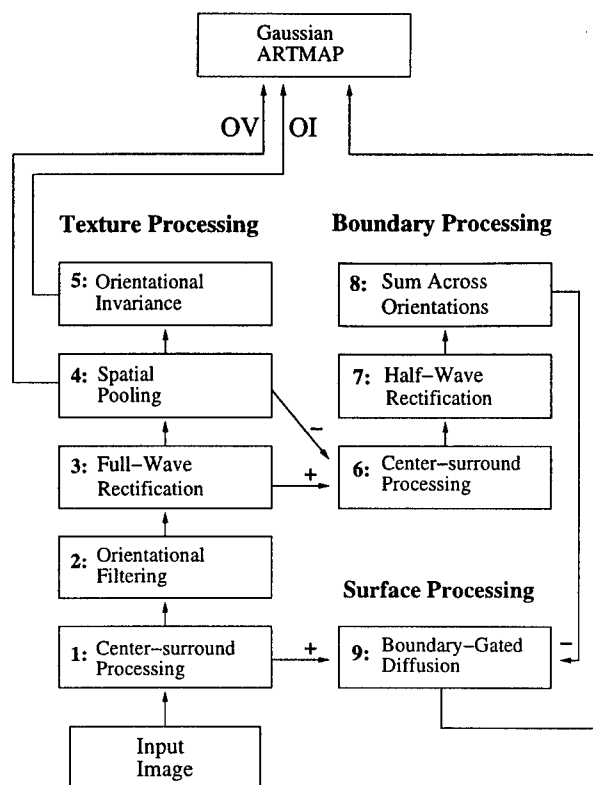 Gaussian
ARTMAP
OV OI
Texture Processing
Boundary Processing
5: Orientational
Invariance
8: Sum Across
Orientations
4: Spatial
Pooling
7: Half-Wave
Rectification
−
3: Full-Wave
Rectification
+
6: Center-surround
Processing
2: Orientational
Filtering
Surface Processing
1: Center-surround
Processing
+
9: Boundary-Gated
Diffusion
−
Input
Image